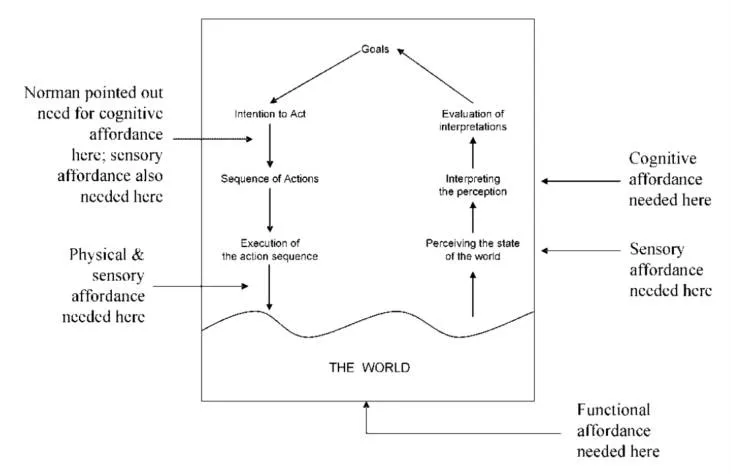 Goals
Norman pointed out
need for cognitive
affordance
here; sensory
affordance also
needed here
Intention to Act
Sequence of Actions
Execution of
the action sequence
Physical &
sensory
affordance
needed here
Evaluation of
interpretations
Interpreting
the perception
Perceiving the state
of the world
Cognitive
affordance
needed here
Sensory
affordance
needed here
THE WORLD
Functional
affordance
needed here